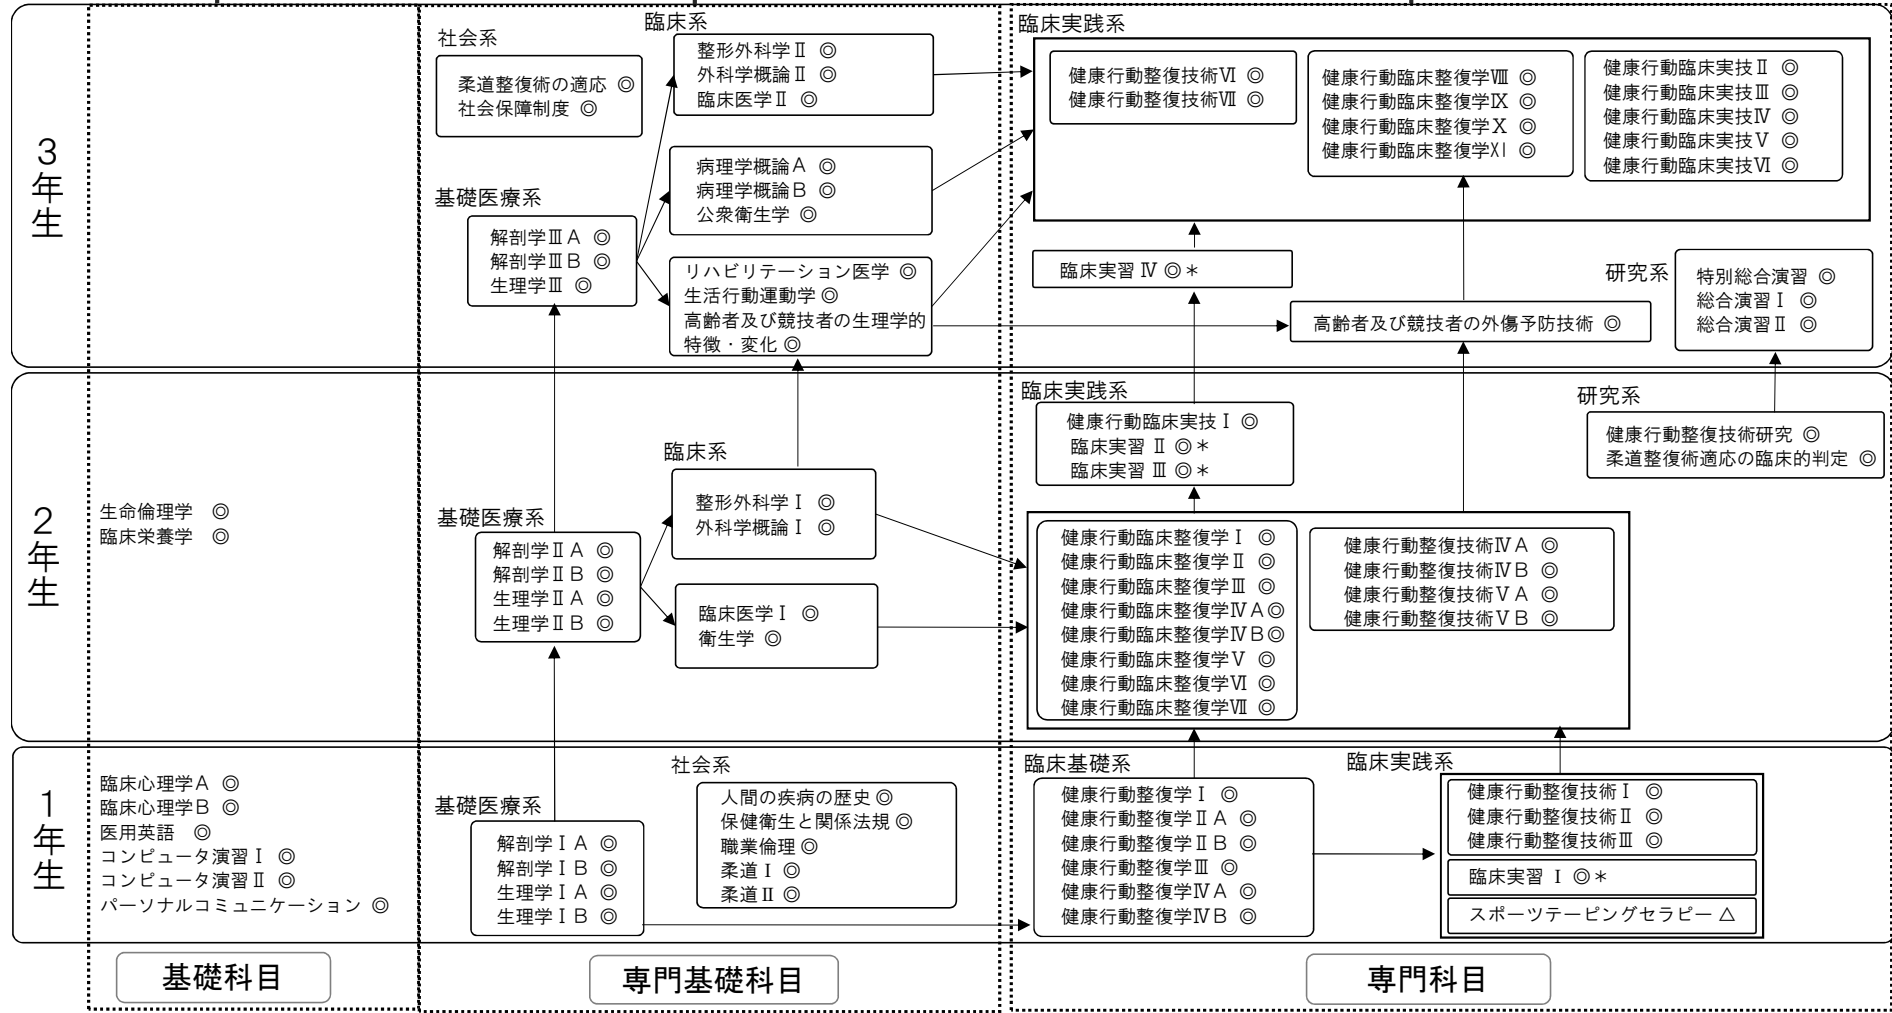 3年生
社会系
柔道整復術の適応 ◎
社会保障制度 ◎
臨床系
整形外科学Ⅱ ◎
外科学概論Ⅱ ◎
臨床医学Ⅱ ◎
病理学概論A ◎
病理学概論B ◎
公衆衛生学 ◎
基礎医療系
解剖学ⅢA ◎
解剖学ⅢB ◎
生理学Ⅲ ◎
リハビリテーション医学 ◎
生活行動運動学 ◎
高齢者及び競技者の生理学的
特徴・変化 ◎
臨床実践系
健康行動整復技術Ⅵ ◎
健康行動整復技術Ⅶ ◎
健康行動臨床整復学Ⅷ ◎
健康行動臨床整復学Ⅸ ◎
健康行動臨床整復学Ⅹ ◎
健康行動臨床整復学Ⅺ ◎
健康行動臨床実技Ⅱ ◎
健康行動臨床実技Ⅲ ◎
健康行動臨床実技Ⅳ ◎
健康行動臨床実技Ⅴ ◎
健康行動臨床実技Ⅵ ◎
臨床実習 Ⅳ ◎*
高齢者及び競技者の外傷予防技術 ◎
研究系
特別総合演習 ◎
総合演習Ⅰ ◎
総合演習Ⅱ ◎
2年生
生命倫理学 ◎
臨床栄養学 ◎
基礎医療系
解剖学ⅡA ◎
解剖学ⅡB ◎
生理学ⅡA ◎
生理学ⅡB ◎
臨床系
整形外科学Ⅰ ◎
外科学概論Ⅰ ◎
臨床医学Ⅰ ◎
衛生学 ◎
臨床実践系
健康行動臨床実技Ⅰ ◎
臨床実習 Ⅱ ◎*
臨床実習 Ⅲ ◎*
研究系
健康行動整復技術研究 ◎
柔道整復術適応の臨床的判定 ◎
健康行動臨床整復学Ⅰ ◎
健康行動臨床整復学Ⅱ ◎
健康行動臨床整復学Ⅲ ◎
健康行動臨床整復学ⅣA◎
健康行動臨床整復学ⅣB◎
健康行動臨床整復学Ⅴ ◎
健康行動臨床整復学Ⅵ ◎
健康行動臨床整復学Ⅶ ◎
健康行動整復技術ⅣA ◎
健康行動整復技術ⅣB ◎
健康行動整復技術ⅤA ◎
健康行動整復技術ⅤB ◎
1年生
臨床心理学A ◎
臨床心理学B ◎
医用英語 ◎
コンピュータ演習Ⅰ ◎
コンピュータ演習Ⅱ ◎
パーソナルコミュニケーション ◎
基礎医療系
解剖学ⅠA ◎
解剖学ⅠB ◎
生理学ⅠA ◎
生理学ⅠB ◎
社会系
人間の疾病の歴史 ◎
保健衛生と関係法規 ◎
職業倫理 ◎
柔道Ⅰ ◎
柔道Ⅱ ◎
臨床基礎系
健康行動整復学Ⅰ ◎
健康行動整復学ⅡA ◎
健康行動整復学ⅡB ◎
健康行動整復学Ⅲ ◎
健康行動整復学ⅣA ◎
健康行動整復学ⅣB ◎
臨床実践系
健康行動整復技術Ⅰ ◎
健康行動整復技術Ⅱ ◎
健康行動整復技術Ⅲ ◎
臨床実習 Ⅰ ◎*
スポーツテーピングセラピー △
基礎科目
専門基礎科目
専門科目